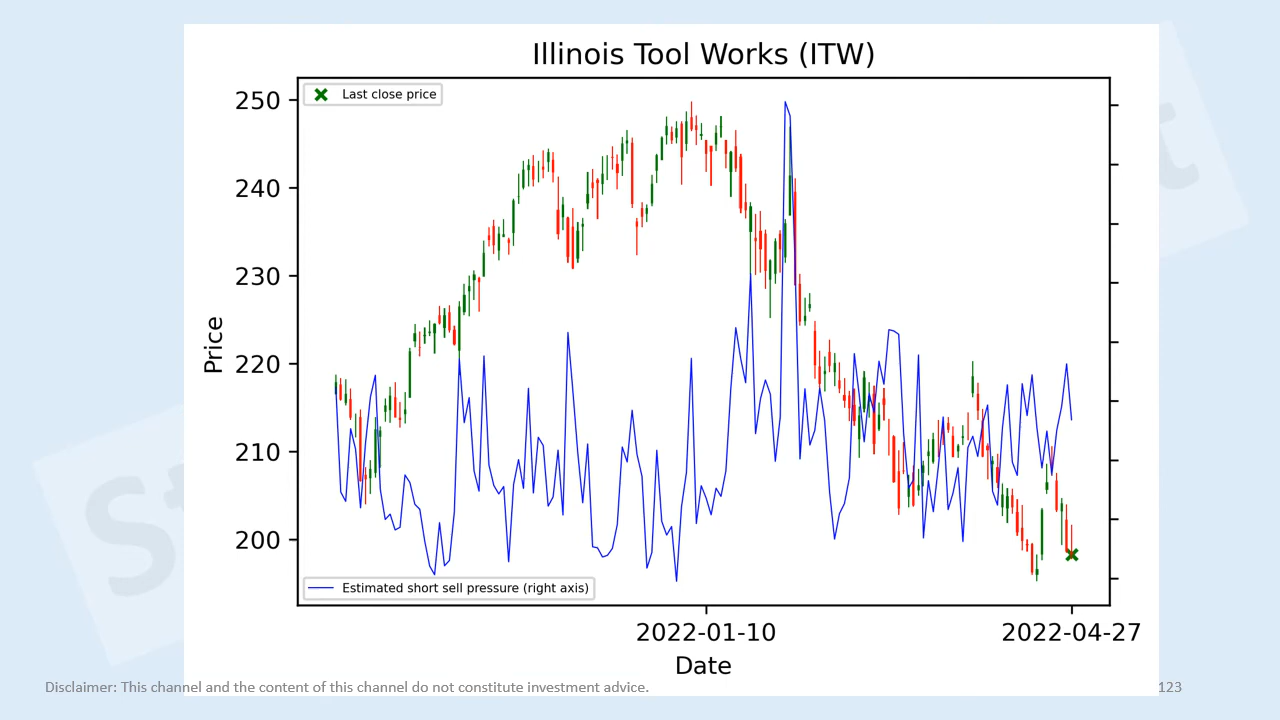 Illinois Tool Works (ITW)
Last close price
250
240
230
220
210
200
Price
Estimated short sell pressure (right axis)
2022-01-10
2022-04-27
Date
Disclaimer: This channel and the content of this channel do not constitute investment advice.
123